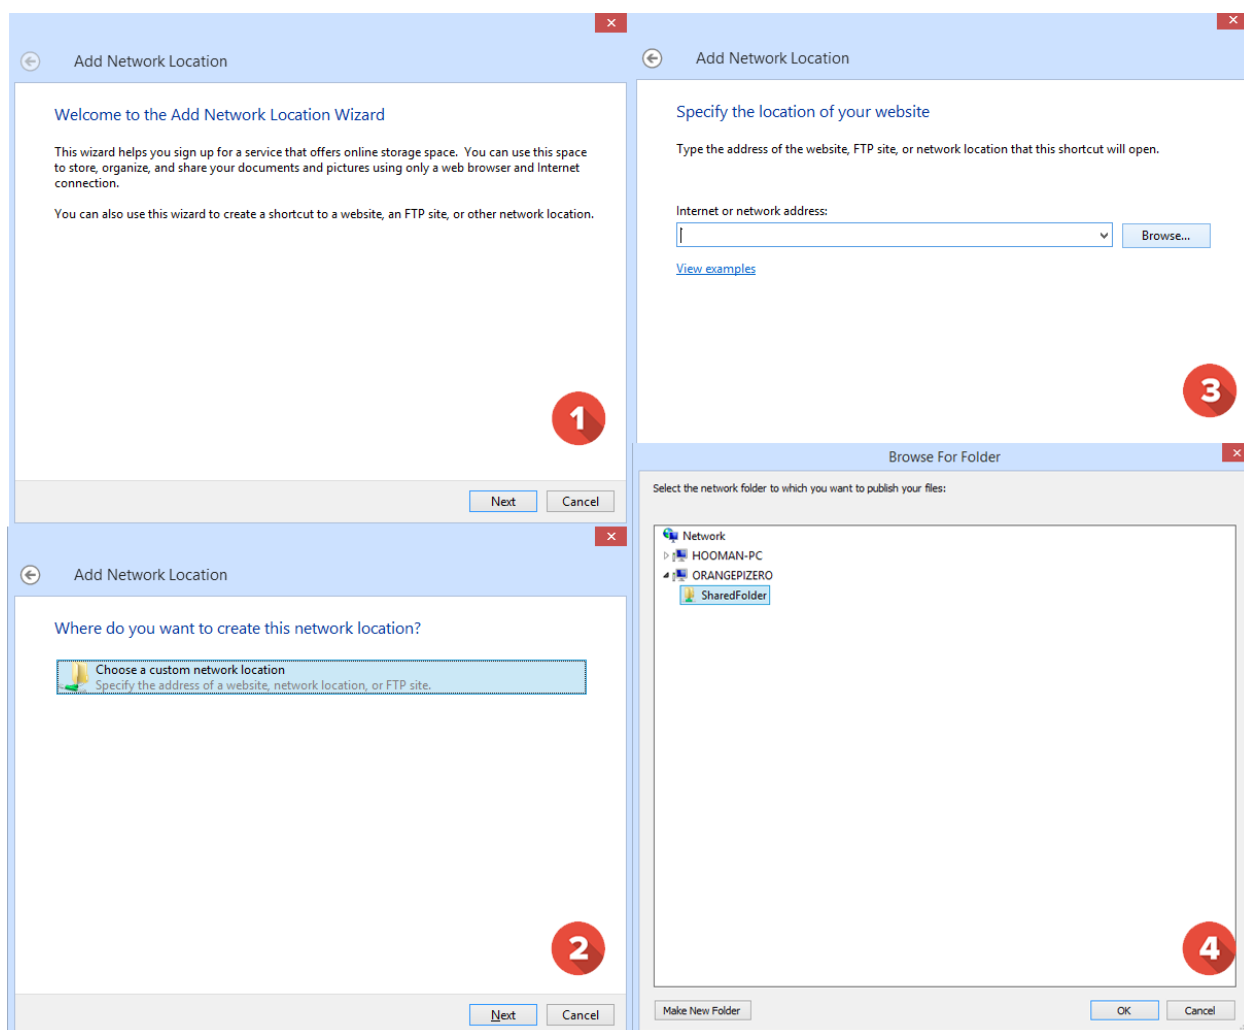 Add Network Location
Welcome to the Add Network Location Wizard
This wizard helps you sign up for a service that offers online storage space. You can use this space
to store, organize, and share your documents and pictures using only a web browser and Internet
connection.
You can also use this wizard to create a shortcut to a website, an FTP site, or other network location.
1
Next
Cancel
Add Network Location
Where do you want to create this network location?
Choose a custom network location
Specify the address of a website, network location, or FTP site.
2
Next
Cancel
Add Network Location
Specify the location of your website
Type the address of the website, FTP site, or network location that this shortcut will open.
Internet or network address:
Browse...
View examples
3
Browse For Folder
Select the network folder to which you want to publish your files:
Network
HOOMAN-PC
ORANGEPIZERO
SharedFolder
4
Make New Folder
OK
Cancel